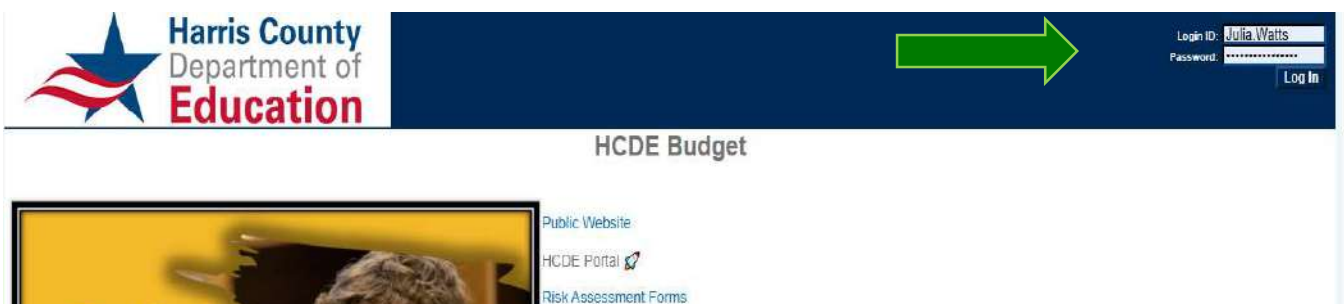 Harris County
Department of
Education
Login ID: Julia.Watts
Password: ················
Log In
HCDE Budget
Public Website
HCDE Portal
Risk Assessment Forms